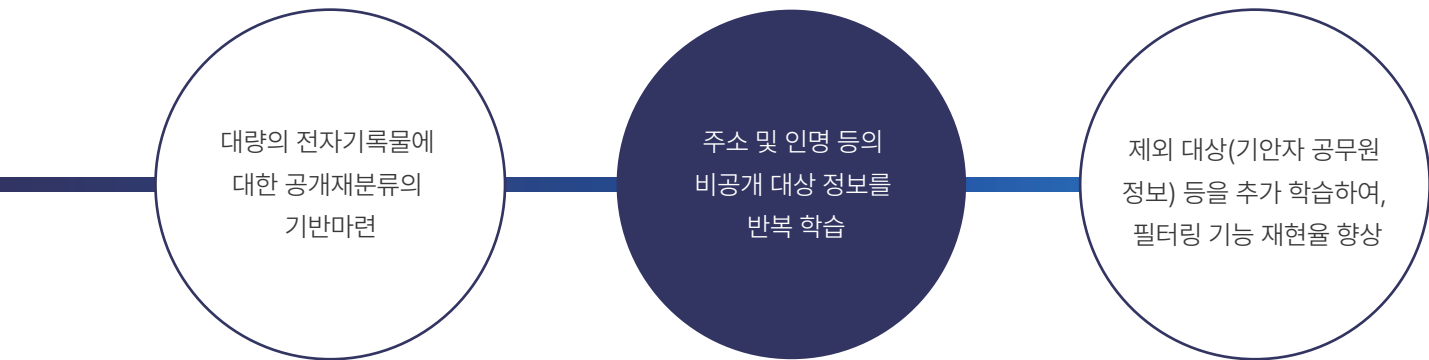 대량의 전자기록물에
대한 공개재분류의
기반마련
주소 및 인명 등의
비공개 대상 정보를
반복 학습
제외 대상(기안자 공무원
정보) 등을 추가 학습하여,
필터링 기능 재현율 향상